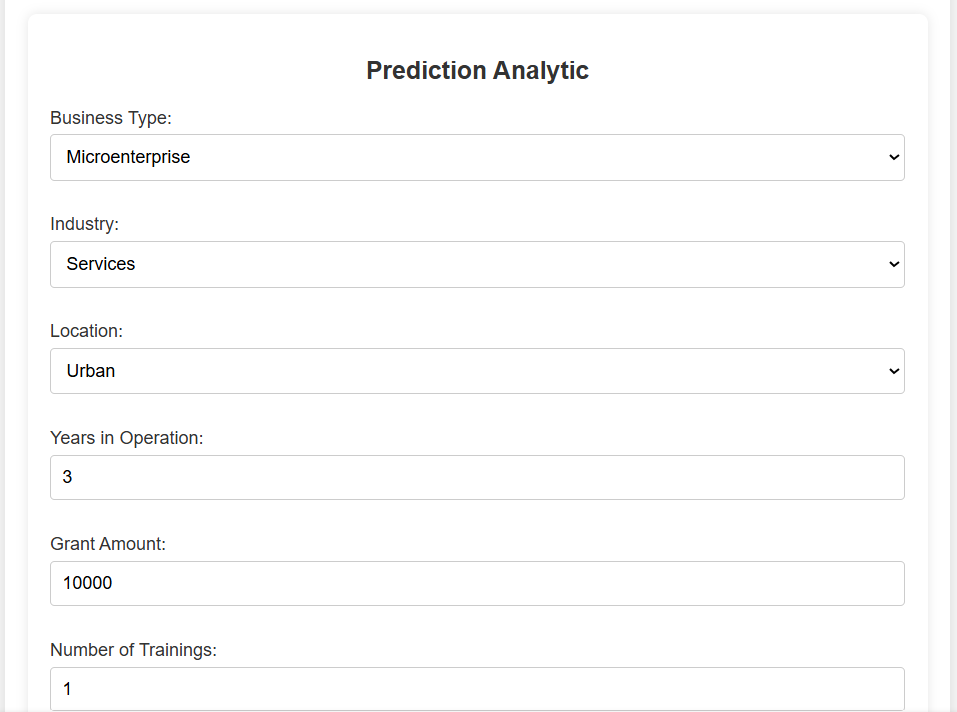 Prediction Analytic
Business Type:
Microenterprise
Industry:
Services
Location:
Urban
Years in Operation:
3
Grant Amount:
10000
Number of Trainings:
1